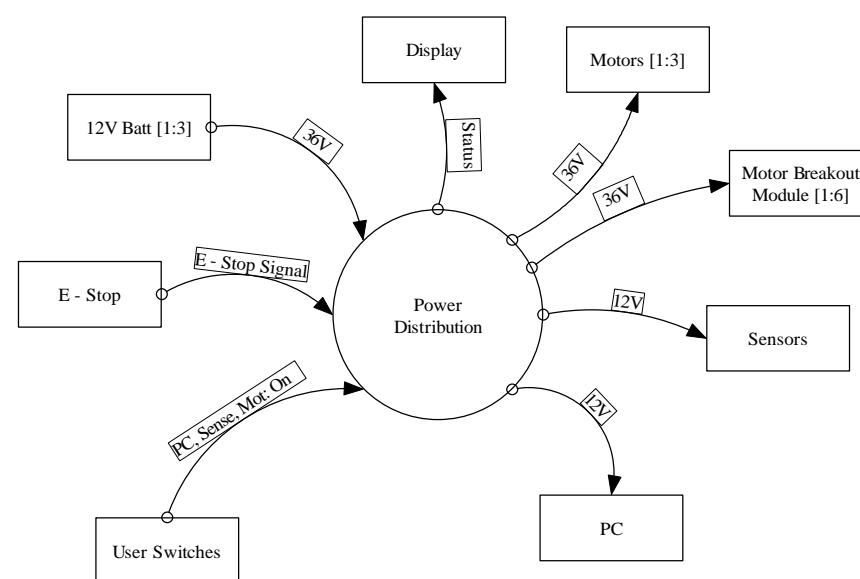 Display
Motors [1:3]
12V Batt [1:3]
36V
Status
36V
36V
Motor Breakout
Module [1:6]
E - Stop
E - Stop Signal
Power
Distribution
12V
Sensors
PC, Sense, Mot: On
12V
User Switches
PC